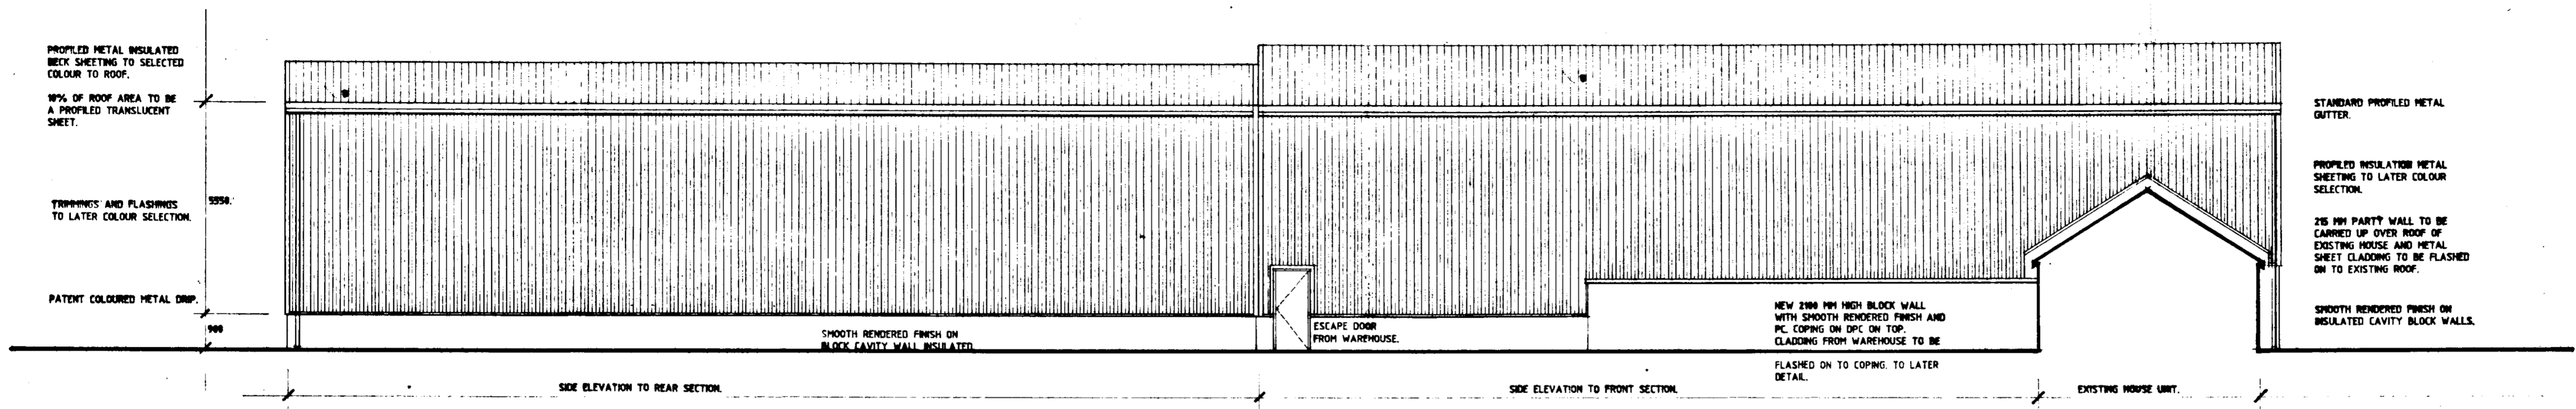 PROFILED METAL INSULATED
DECK SHEETING TO SELECTED
COLOUR TO ROOF.
10% OF ROOF AREA TO BE
A PROFILED TRANSLUCENT
SHEET.
TRIMMINGS AND FLASHINGS
TO LATER COLOUR SELECTION.
5550.
PATENT COLOURED METAL DRIP.
900
SMOOTH RENDERED FINISH ON
BLOCK CAVITY WALL INSULATED
ESCAPE DOOR
FROM WAREHOUSE.
NEW 2100 MM HIGH BLOCK WALL
WITH SMOOTH RENDERED FINISH AND
PC. COPING ON DPC ON TOP.
CLADDING FROM WAREHOUSE TO BE
FLASHED ON TO COPING. TO LATER
DETAIL.
STANDARD PROFILED METAL
GUTTER.
PROFILED INSULATION METAL
SHEETING TO LATER COLOUR
SELECTION.
215 MM PARTY WALL TO BE
CARRIED UP OVER ROOF OF
EXISTING HOUSE AND METAL
SHEET CLADDING TO BE FLASHED
ON TO EXISTING ROOF.
SMOOTH RENDERED FINISH ON
INSULATED CAVITY BLOCK WALLS.
SIDE ELEVATION TO REAR SECTION.
SIDE ELEVATION TO FRONT SECTION.
EXISTING HOUSE UNIT.